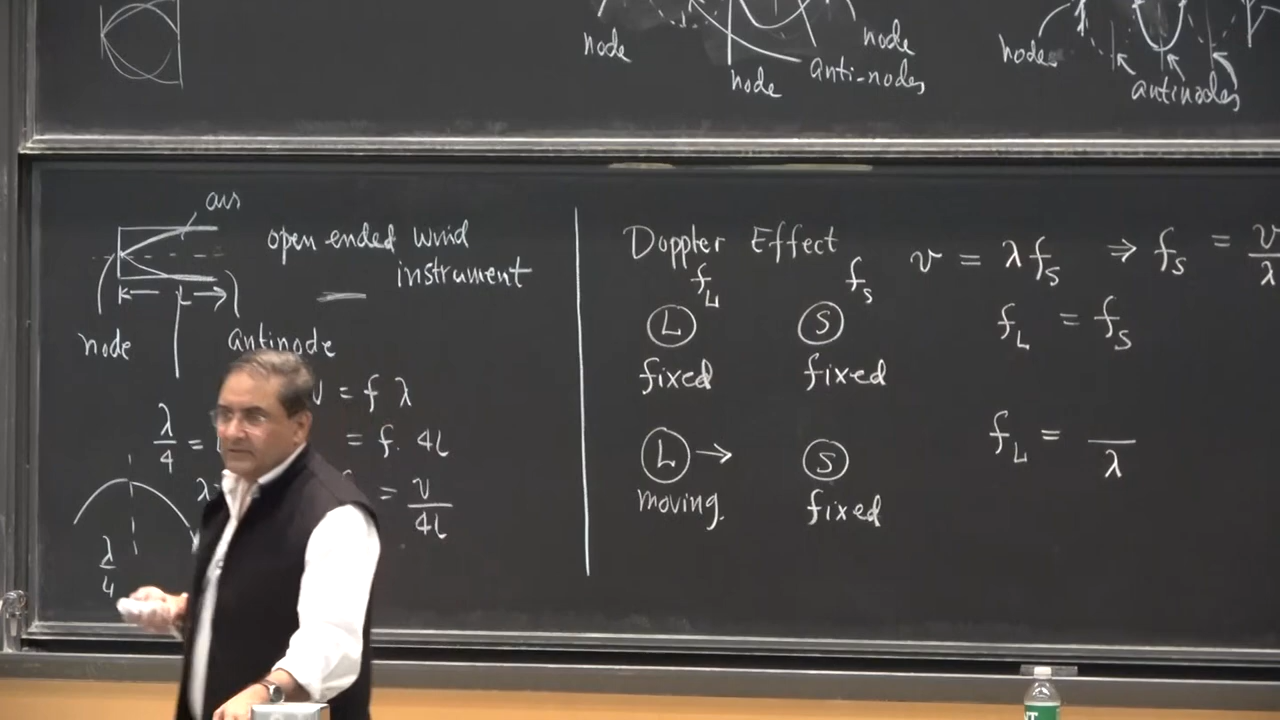 node
node
anti-nodes
node
nodes
antinodes
air
open ended wind
instrument
L
node
antinode
= f λ
λ/4 =
= f. 4L
λ
= v/4L
λ/4
Doppler Effect
f_L
f_S
v = λ f_S ⇒ f_S = v/λ
L
S
f_L = f_S
fixed
fixed
L →
S
f_L = /λ
moving.
fixed